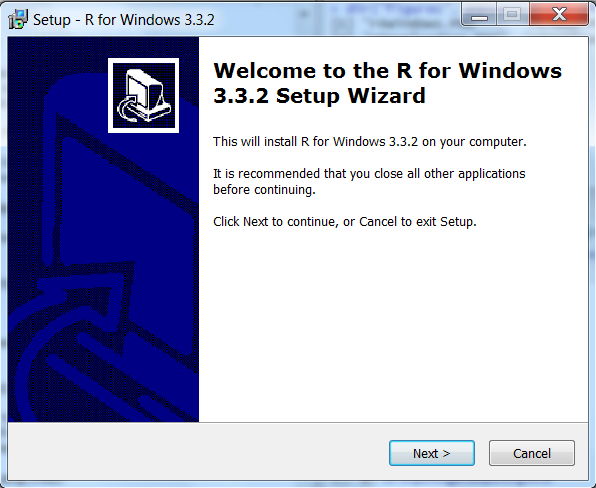 Setup - R for Windows 3.3.2
Welcome to the R for Windows
3.3.2 Setup Wizard
This will install R for Windows 3.3.2 on your computer.
It is recommended that you close all other applications
before continuing.
Click Next to continue, or Cancel to exit Setup.
Next >
Cancel